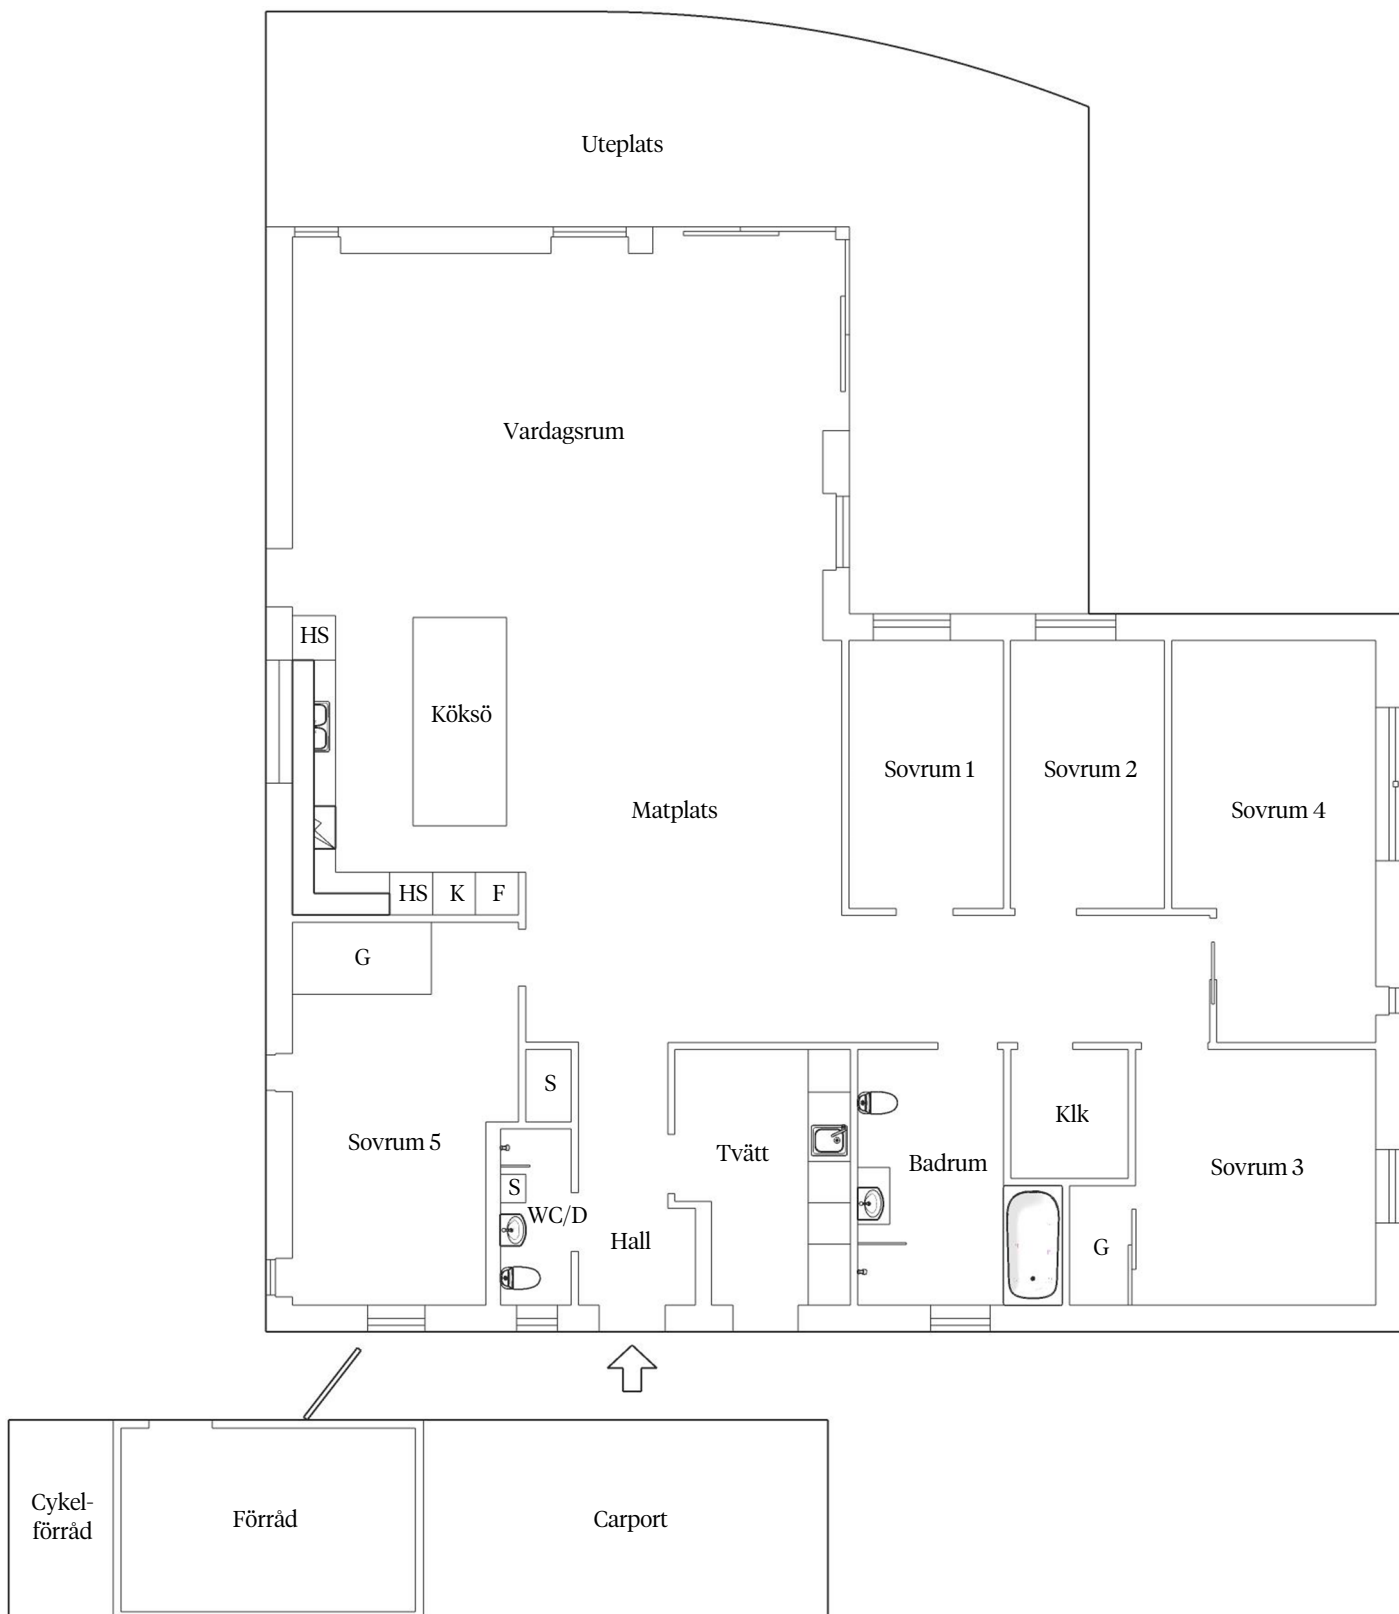 Uteplats
Vardagsrum
HS
Köksö
Sovrum 1
Sovrum 2
Matplats
Sovrum 4
HS
K
F
G
S
Sovrum 5
Klk
Tvätt
Badrum
Sovrum 3
S
WC/D
Hall
G
Cykel-
förråd
Förråd
Carport